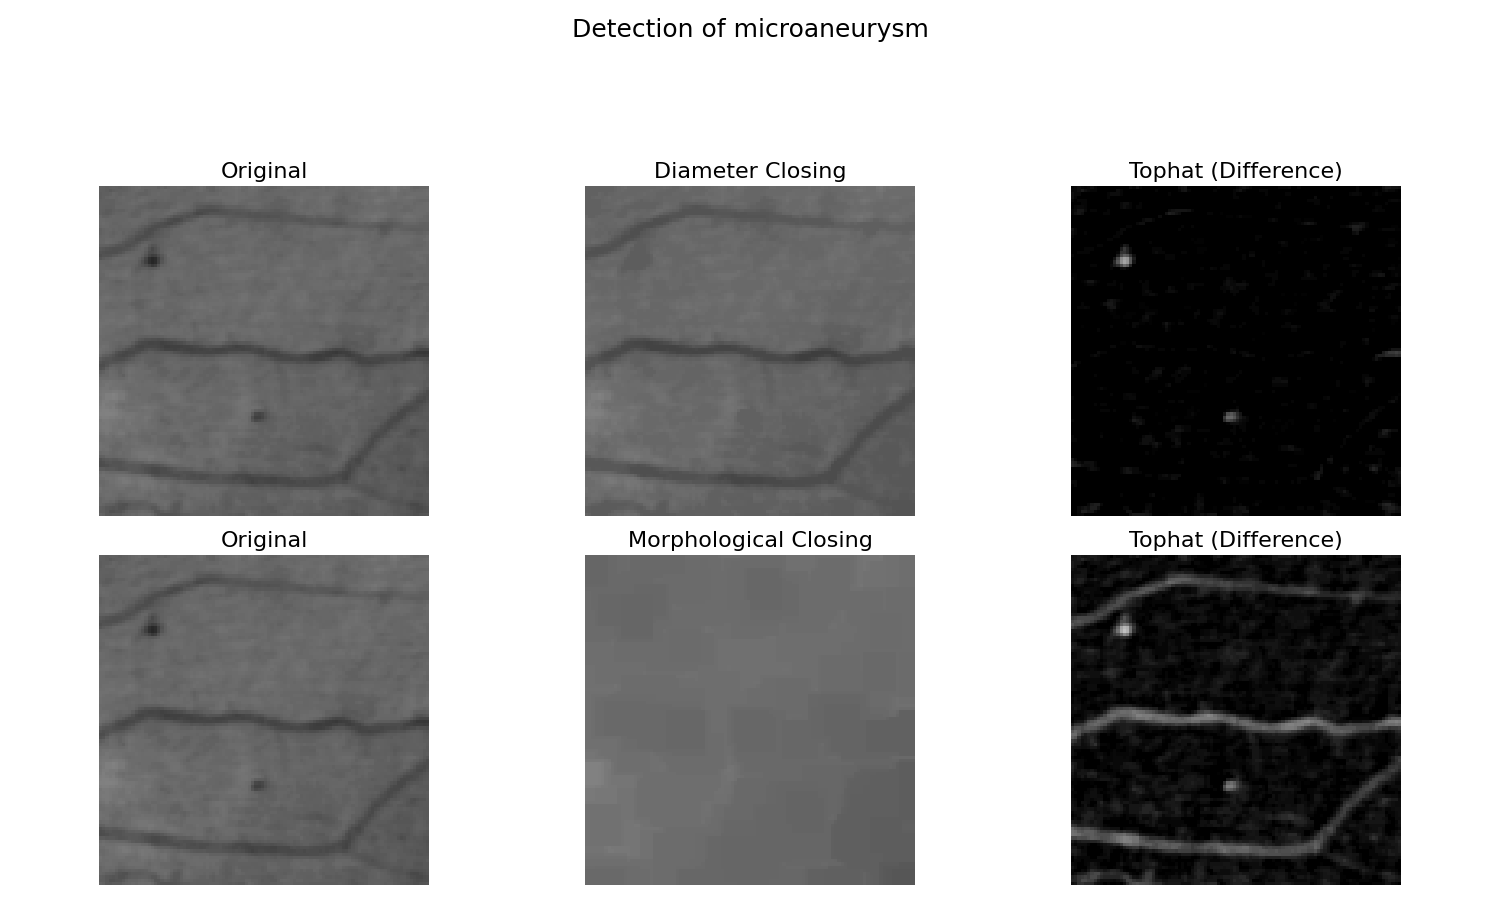 Detection of microaneurysm
Original
Diameter Closing
Tophat (Difference)
Original
Morphological Closing
Tophat (Difference)